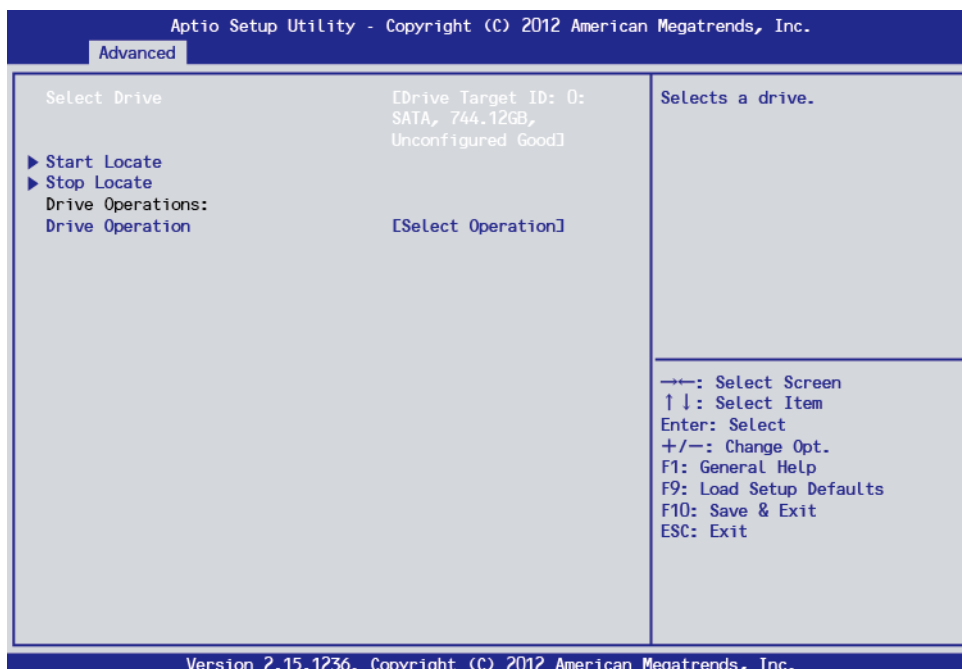 Aptio Setup Utility - Copyright (C) 2012 American Megatrends, Inc.
Advanced
Select Drive [Drive Target ID: 0:
SATA, 744.12GB,
Unconfigured Good]
Start Locate
Stop Locate
Drive Operations:
Drive Operation [Select Operation]
Selects a drive.
→←: Select Screen
↑↓: Select Item
Enter: Select
+/-: Change Opt.
F1: General Help
F9: Load Setup Defaults
F10: Save & Exit
ESC: Exit
Version 2.15.1236. Copyright (C) 2012 American Megatrends, Inc.